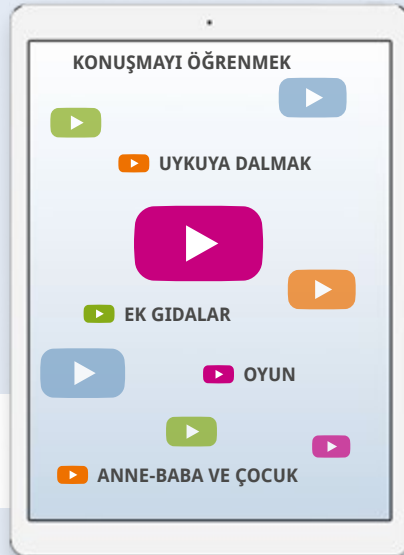 KONUŞMAYI ÖĞRENMEK
UYKUYA DALMAK
EK GIDALAR
OYUN
ANNE-BABA VE ÇOCUK